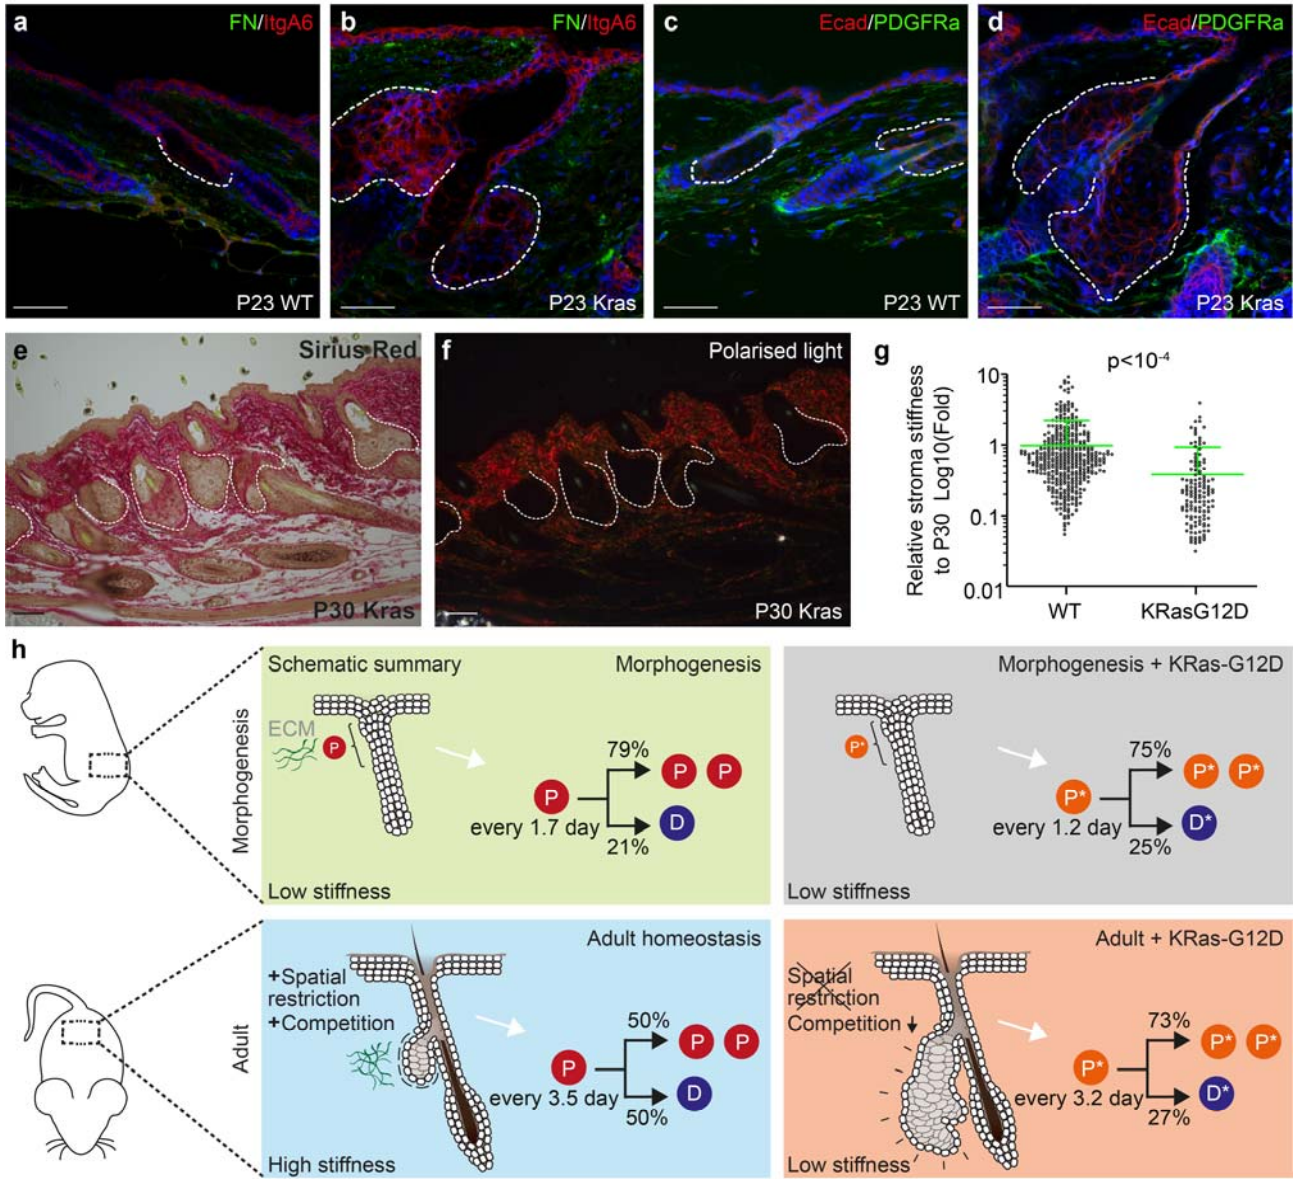 a
FN/ItgA6
P23 WT
b
FN/ItgA6
P23 Kras
c
Ecad/PDGFRa
P23 WT
d
Ecad/PDGFRa
P23 Kras
e
Sirius Red
P30 Kras
f
Polarised light
P30 Kras
g
p<10⁻⁴
Relative stroma stiffness
to P30 Log10(Fold)
10
1
0.1
0.01
WT
KRasG12D
h
Morphogenesis
Schematic summary
Morphogenesis
ECM
P
P
every 1.7 day
79%
P P
D
21%
Low stiffness
Morphogenesis + KRas-G12D
P*
P*
every 1.2 day
75%
P* P*
D*
25%
Low stiffness
Adult
Adult homeostasis
+Spatial
restriction
+Competition
P
every 3.5 day
50%
P P
D
50%
High stiffness
Adult + KRas-G12D
Spatial
restriction
Competition
P*
every 3.2 day
73%
P* P*
D*
27%
Low stiffness